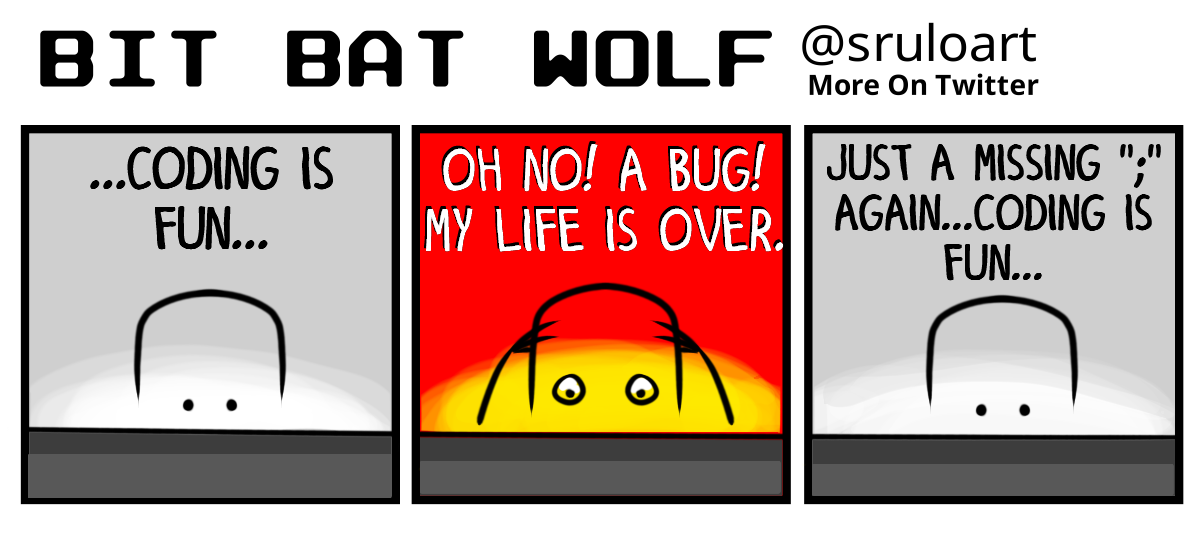 BIT BAT WOLF
@sruloart
More On Twitter
...CODING IS
FUN...
OH NO! A BUG!
MY LIFE IS OVER.
JUST A MISSING ";"
AGAIN...CODING IS
FUN...